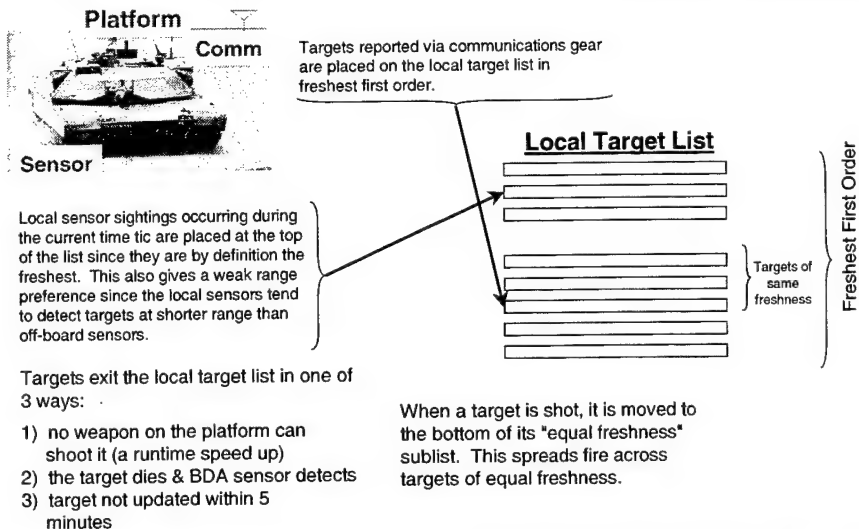 Platform
Comm
Sensor
Targets reported via communications gear
are placed on the local target list in
freshest first order.
Local Target List
Freshest First Order
Targets of
same
freshness
Local sensor sightings occurring during
the current time tic are placed at the top
of the list since they are by definition the
freshest. This also gives a weak range
preference since the local sensors tend
to detect targets at shorter range than
off-board sensors.
Targets exit the local target list in one of
3 ways:
1) no weapon on the platform can
shoot it (a runtime speed up)
2) the target dies & BDA sensor detects
3) target not updated within 5
minutes
When a target is shot, it is moved to
the bottom of its "equal freshness"
sublist. This spreads fire across
targets of equal freshness.